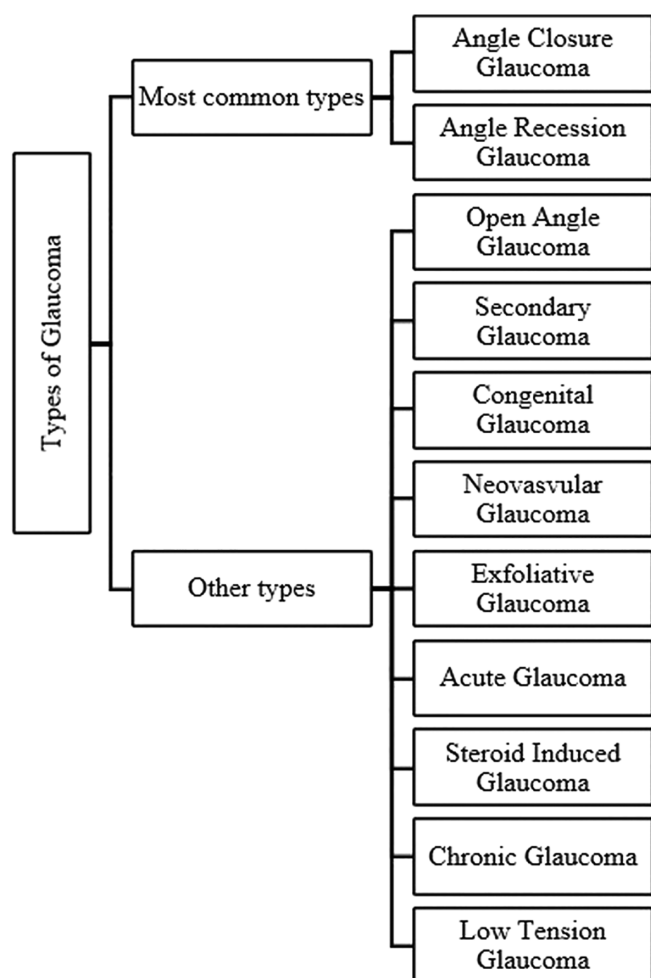 Types of Glaucoma
Most common types
Angle Closure
Glaucoma
Angle Recession
Glaucoma
Other types
Open Angle
Glaucoma
Secondary
Glaucoma
Congenital
Glaucoma
Neovasvular
Glaucoma
Exfoliative
Glaucoma
Acute Glaucoma
Steroid Induced
Glaucoma
Chronic Glaucoma
Low Tension
Glaucoma